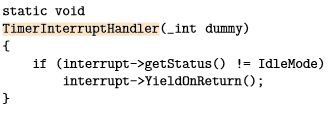 static void
TimerInterruptHandler(_int dummy)
{
if (interrupt->getStatus() != IdleMode)
interrupt->YieldOnReturn();
}